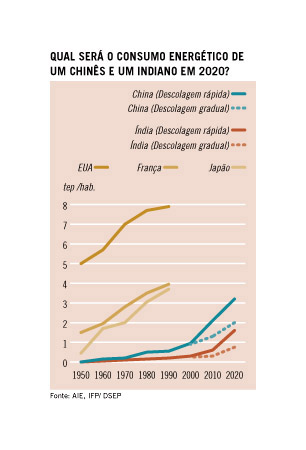 QUAL SERÁ O CONSUMO ENERGÉTICO DE
UM CHINÊS E UM INDIANO EM 2020?
China (Descolagem rápida)
China (Descolagem gradual)
Índia (Descolagem rápida)
Índia (Descolagem gradual)
EUA França Japão
tep /hab.
8
7
6
5
4
3
2
1
0
1950 1960 1970 1980 1990 2000 2010 2020
Fonte: AIE, IFP/ DSEP